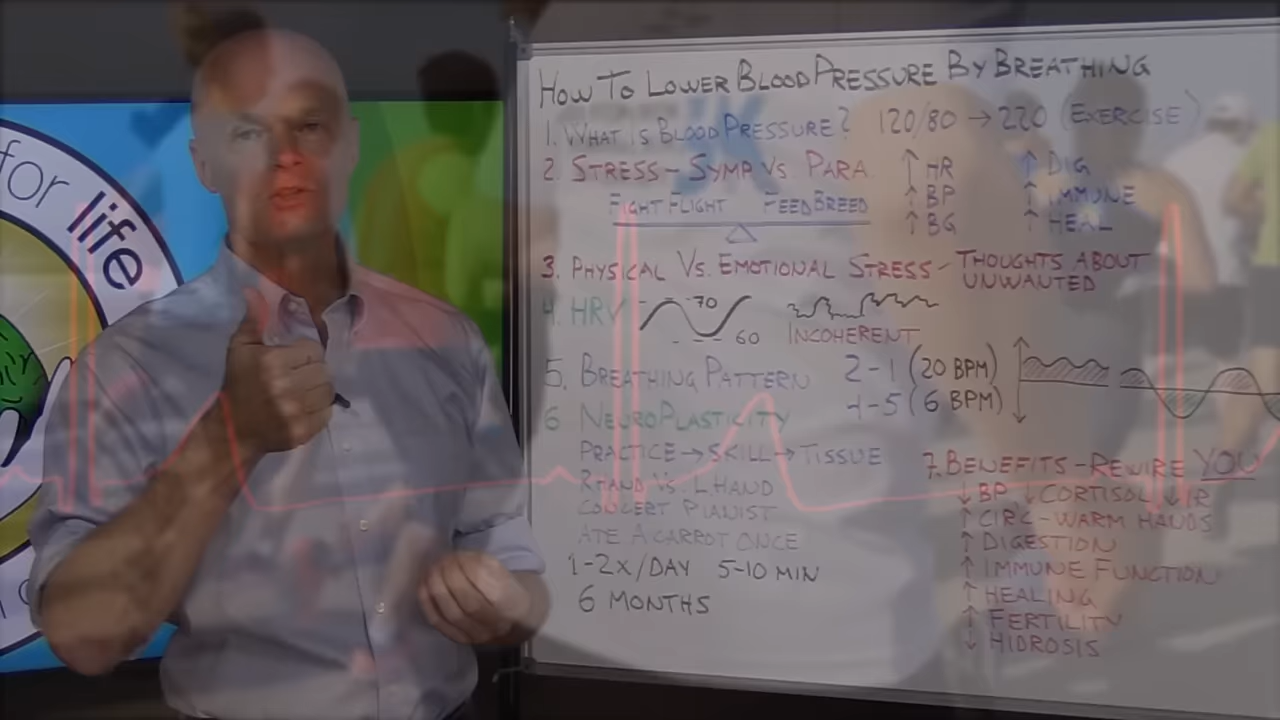 for life
HOW TO LOWER BLOOD PRESSURE BY BREATHING
1. WHAT IS BLOOD PRESSURE? 120/80 → 220 (EXERCISE)
2. STRESS - SYMP VS PARA ↑ HR ↑ DIG
FIGHT FLIGHT FEED BREED ↑ BP ↑ IMMUNE
↑ BG ↑ HEAL
3. PHYSICAL VS. EMOTIONAL STRESS - THOUGHTS ABOUT
UNWANTED
4. HRV 70
60 INCOHERENT
5. BREATHING PATTERN 2-1 (20 BPM)
4-5 (6 BPM)
6 NEUROPLASTICITY
PRACTICE → SKILL → TISSUE
R HAND VS. L HAND
CONCERT PIANIST
ATE A CARROT ONCE
1-2X/DAY 5-10 MIN
6 MONTHS
7. BENEFITS - REWIRE YOU
↓ BP ↓ CORTISOL ↓ IR
↑ CIRC - WARM HANDS
↑ DIGESTION
↑ IMMUNE FUNCTION
↑ HEALING
↑ FERTILITY
↓ HIDROSIS